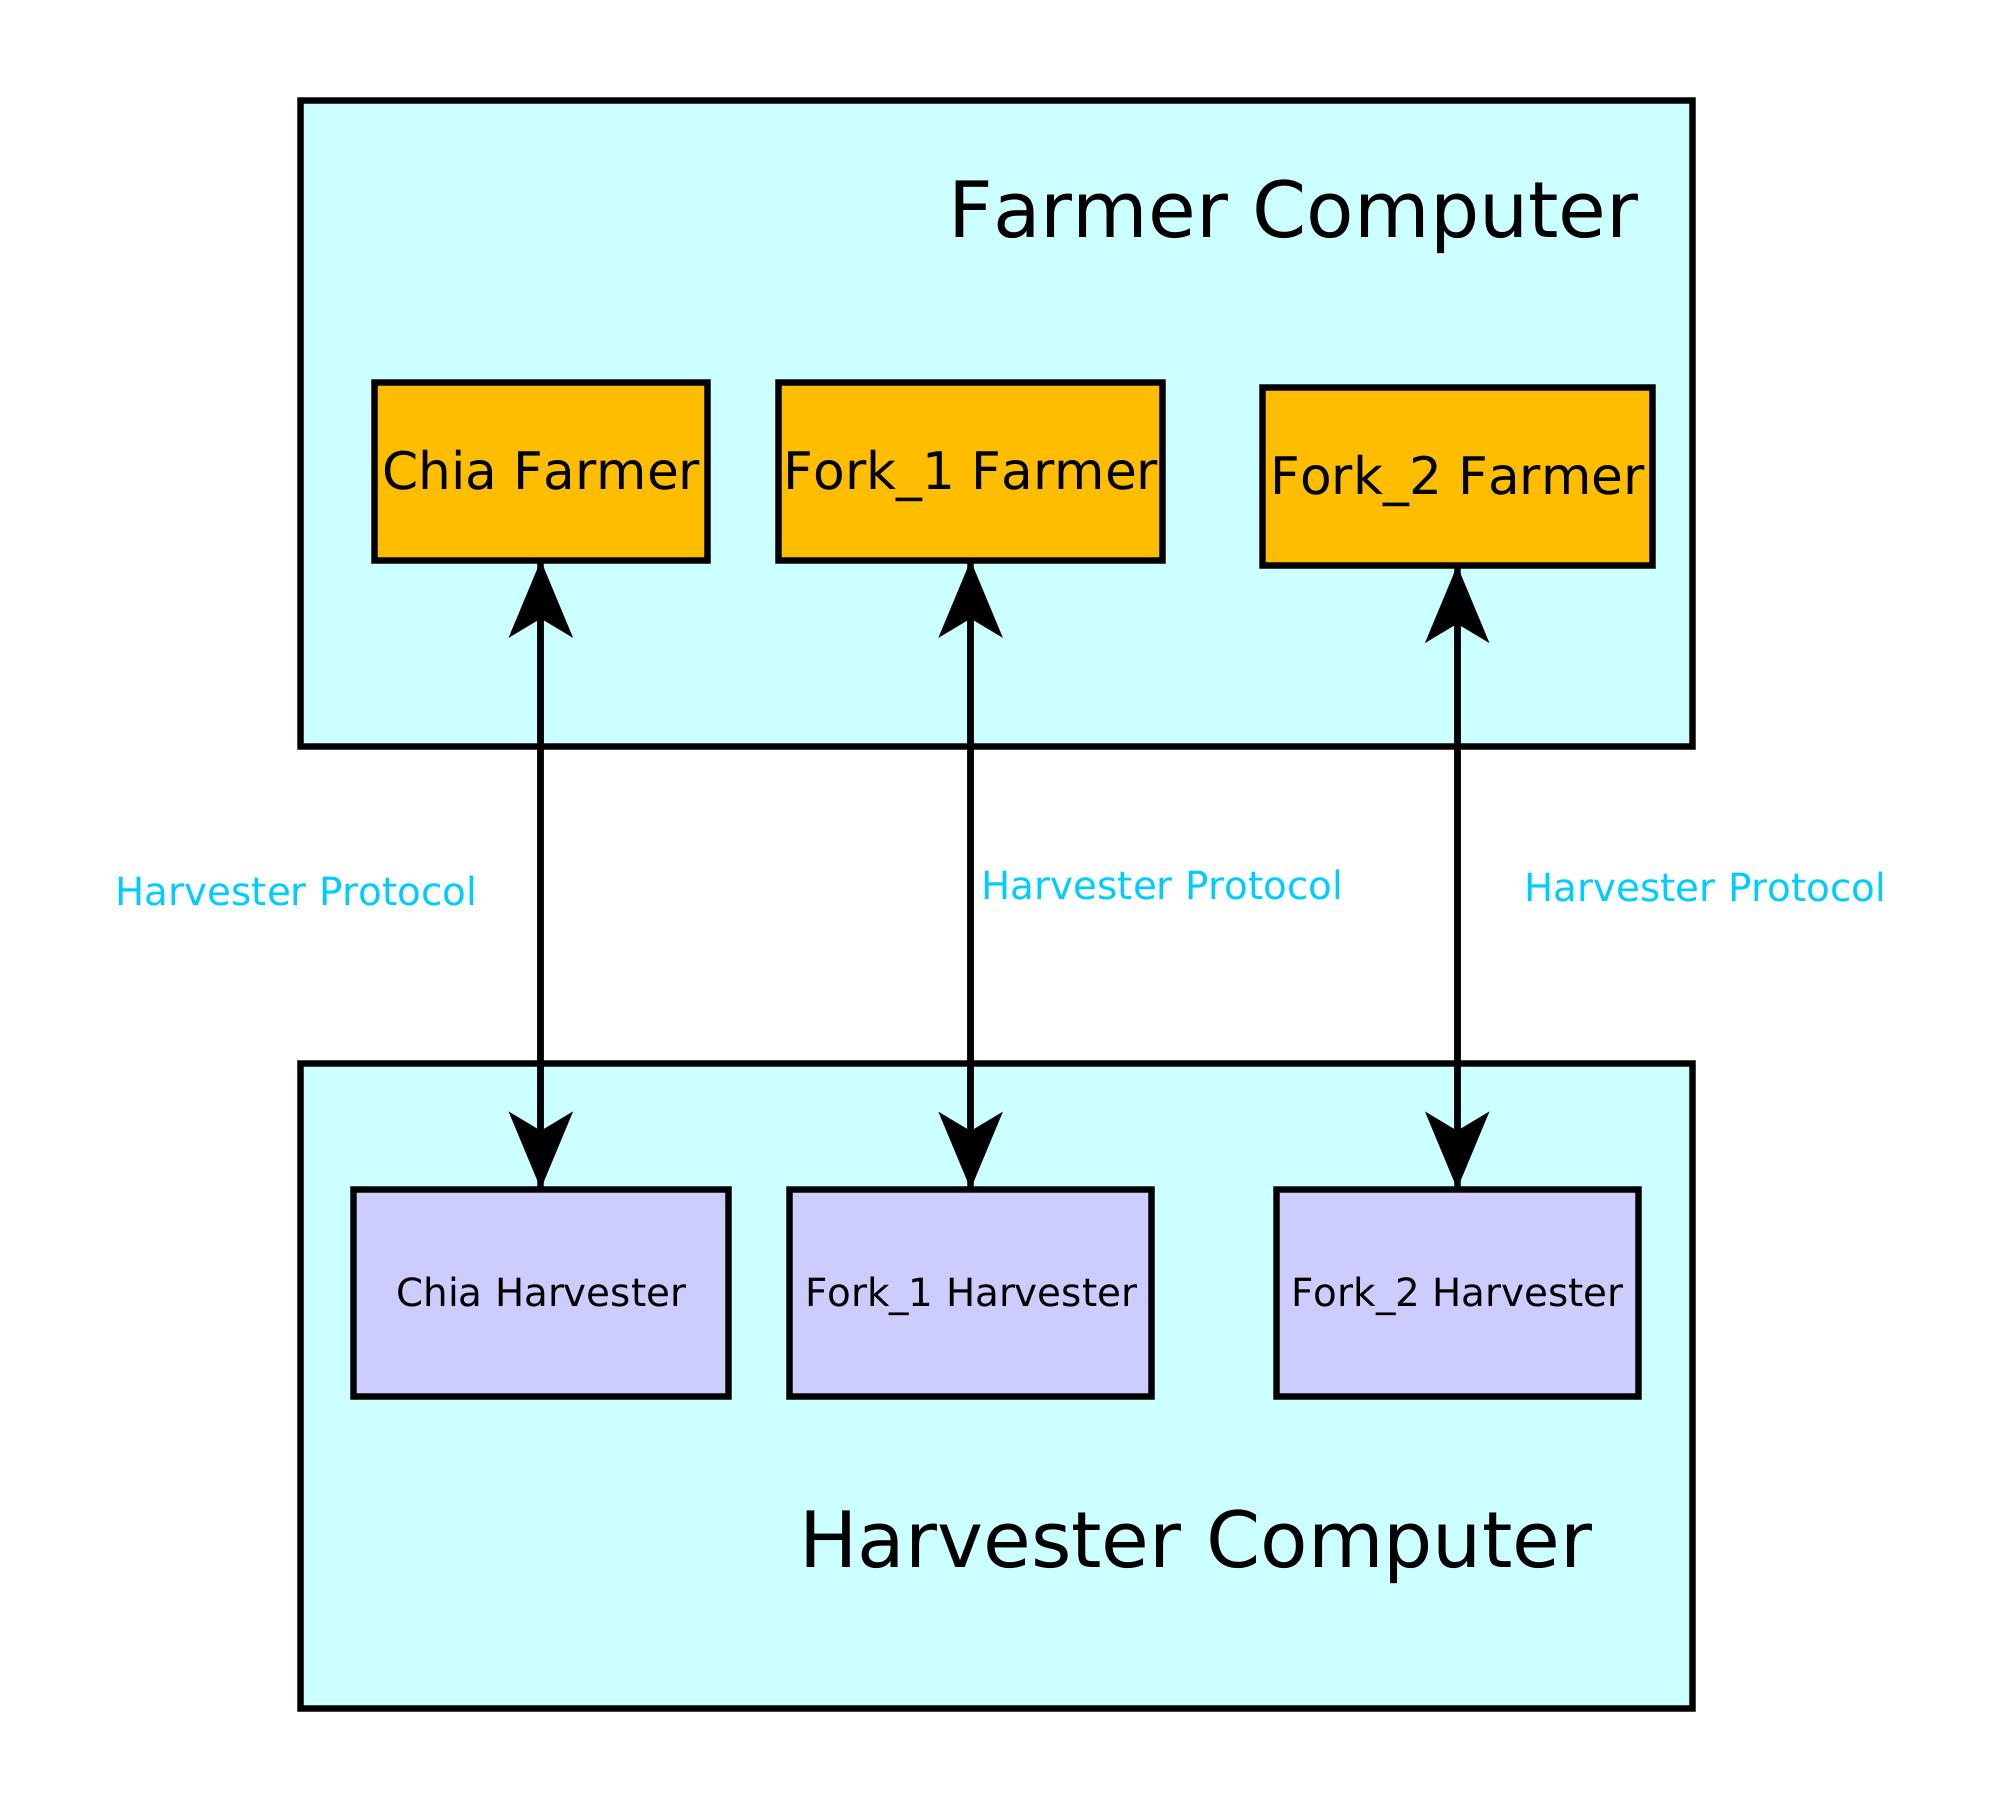 Farmer Computer
Chia Farmer
Fork_1 Farmer
Fork_2 Farmer
Harvester Protocol
Harvester Protocol
Harvester Protocol
Chia Harvester
Fork_1 Harvester
Fork_2 Harvester
Harvester Computer